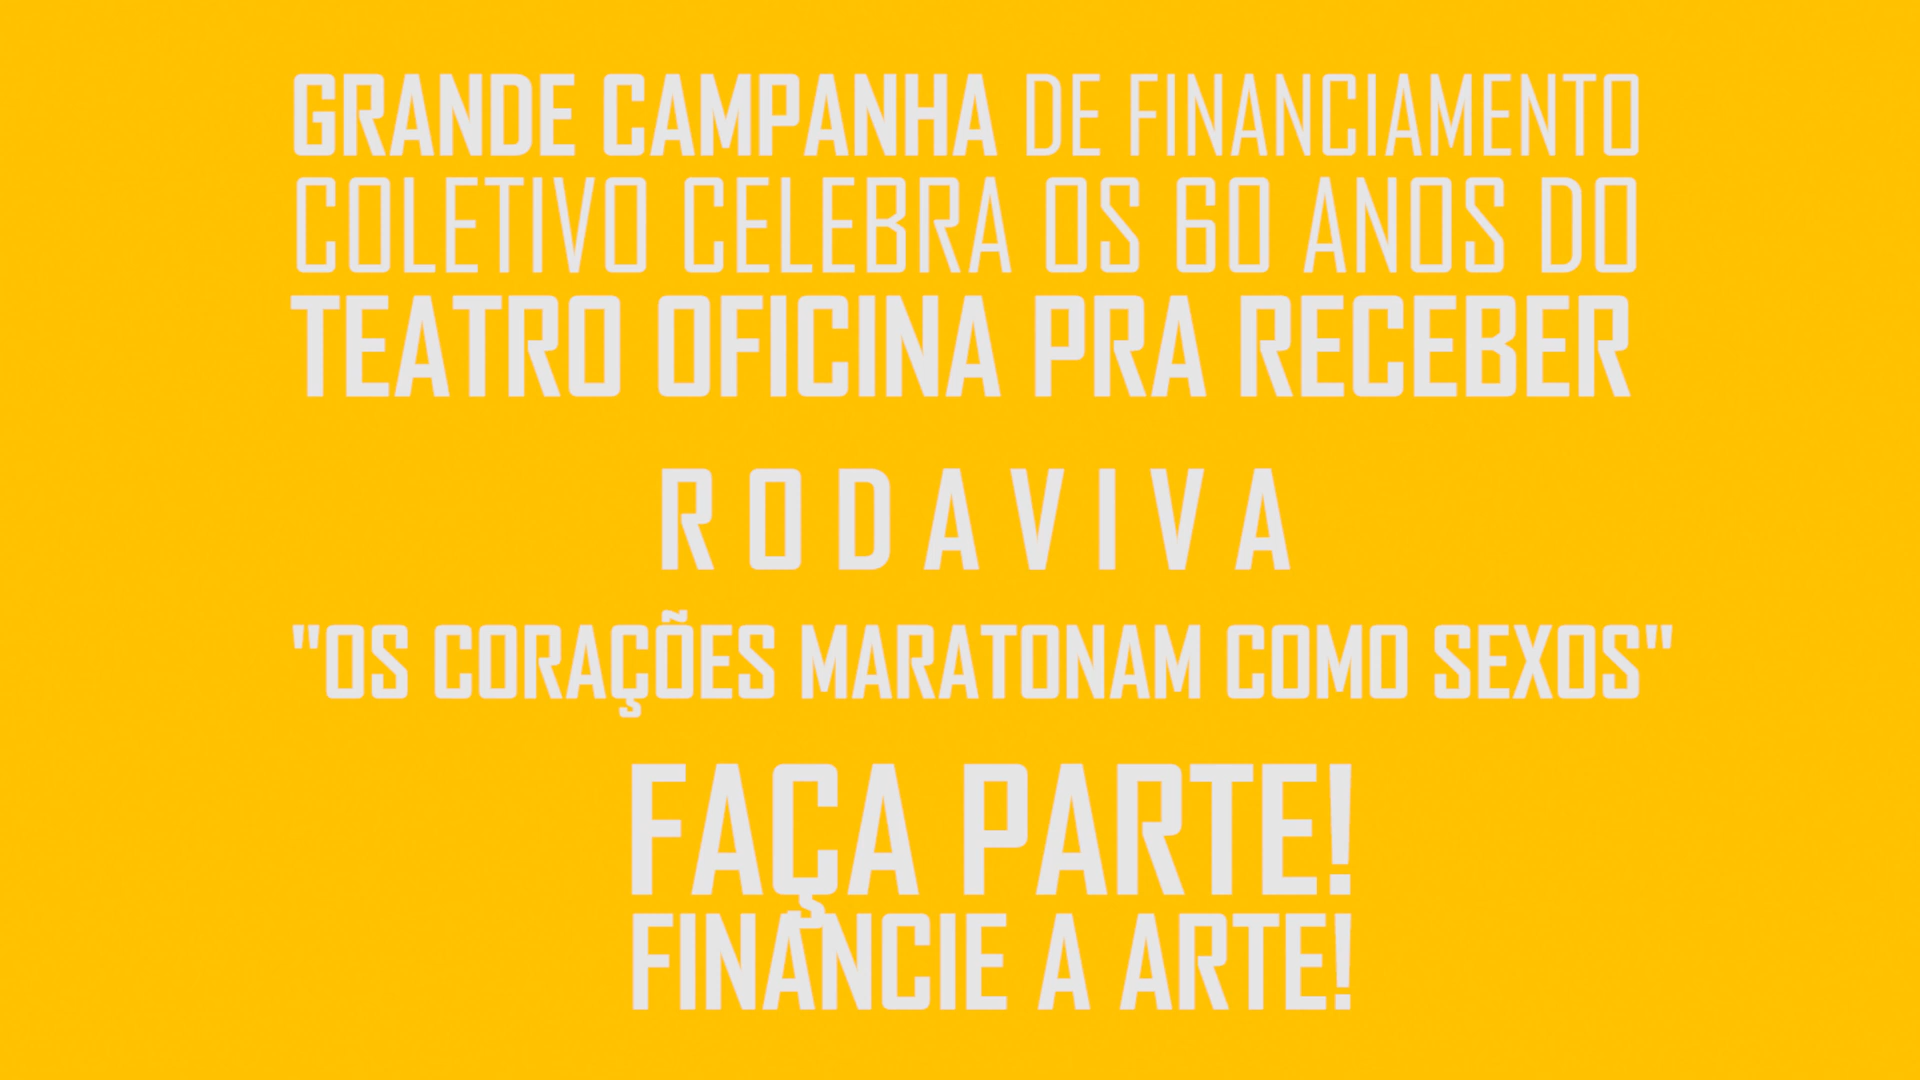 GRANDE CAMPANHA DE FINANCIAMENTO
COLETIVO CELEBRA OS 60 ANOS DO
TEATRO OFICINA PRA RECEBER
RODAVIVA
"OS CORAÇÕES MARATONAM COMO SEXOS"
FAÇA PARTE!
FINANCIE A ARTE!